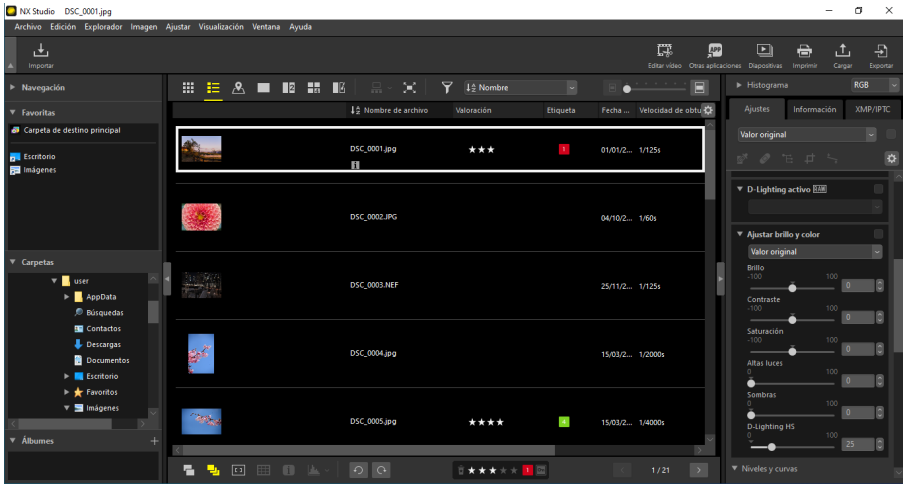 NX Studio DSC_0001.jpg
Archivo Edición Explorador Imagen Ajustar Visualización Ventana Ayuda
Importar
Editar vídeo Otras aplicaciones Diapositivas Imprimir Cargar Exportar
Navegación
Favoritas
Carpeta de destino principal
Escritorio
Imágenes
Carpetas
user
AppData
Búsquedas
Contactos
Descargas
Documentos
Escritorio
Favoritos
Imágenes
Álbumes
Nombre
Nombre de archivo Valoración Etiqueta Fecha ... Velocidad de obtu
DSC_0001.jpg ★★★ 1 01/01/2... 1/125s
DSC_0002.JPG 04/10/2... 1/60s
DSC_0003.NEF 25/11/2... 1/125s
DSC_0004.jpg 15/03/2... 1/2000s
DSC_0005.jpg ★★★★ 4 15/03/2... 1/4000s
1
1 / 21
Histograma RGB
Ajustes Información XMP/IPTC
Valor original
D-Lighting activo RAW
Ajustar brillo y color
Valor original
Brillo
-100 100 0
Contraste
-100 100 0
Saturación
-100 100 0
Altas luces
0 100 0
Sombras
0 100 0
D-Lighting HS
0 100 25
Niveles y curvas